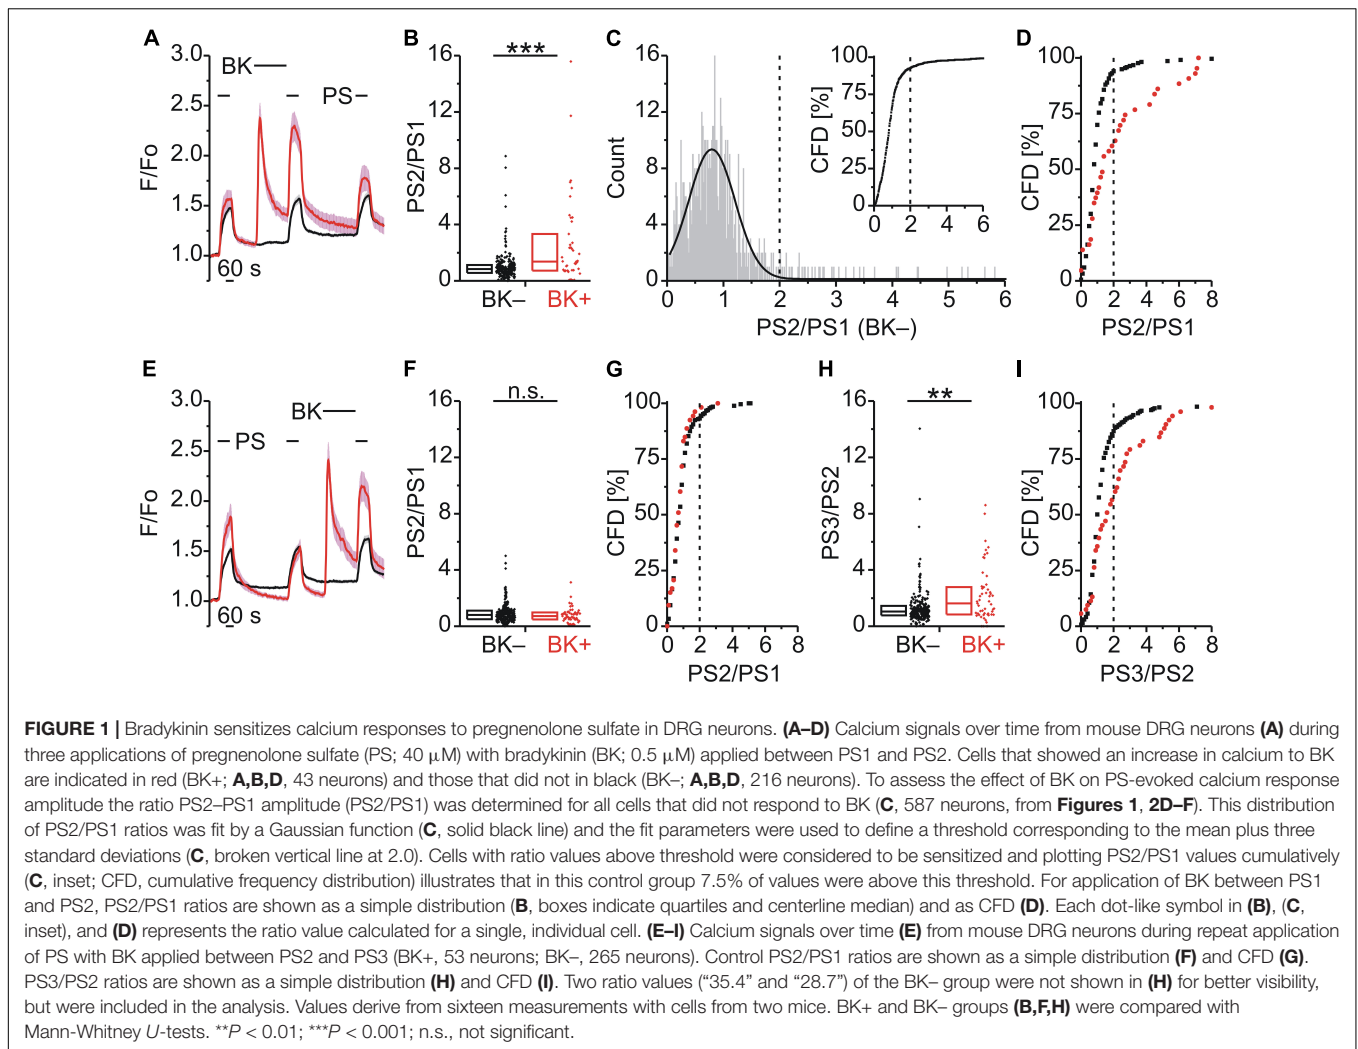 A
3.0
2.5
2.0
1.5
1.0
F/Fo
BK
PS
60 s
B
***
16
12
8
4
0
PS2/PS1
BK–
BK+
C
16
12
8
4
0
Count
0
1
2
3
4
5
6
PS2/PS1 (BK–)
100
75
50
25
0
CFD [%]
0
2
4
6
D
100
75
50
25
0
CFD [%]
0
2
4
6
8
PS2/PS1
E
3.0
2.5
2.0
1.5
1.0
F/Fo
BK
PS
60 s
F
n.s.
16
12
8
4
0
PS2/PS1
BK–
BK+
G
100
75
50
25
0
CFD [%]
0
2
4
6
8
PS2/PS1
H
**
16
12
8
4
0
PS3/PS2
BK–
BK+
I
100
75
50
25
0
CFD [%]
0
2
4
6
8
PS3/PS2
FIGURE 1 | Bradykinin sensitizes calcium responses to pregnenolone sulfate in DRG neurons. (A–D) Calcium signals over time from mouse DRG neurons (A) during
three applications of pregnenolone sulfate (PS; 40 μM) with bradykinin (BK; 0.5 μM) applied between PS1 and PS2. Cells that showed an increase in calcium to BK
are indicated in red (BK+; A,B,D, 43 neurons) and those that did not in black (BK–; A,B,D, 216 neurons). To assess the effect of BK on PS-evoked calcium response
amplitude the ratio PS2–PS1 amplitude (PS2/PS1) was determined for all cells that did not respond to BK (C, 587 neurons, from Figures 1, 2D–F). This distribution
of PS2/PS1 ratios was fit by a Gaussian function (C, solid black line) and the fit parameters were used to define a threshold corresponding to the mean plus three
standard deviations (C, broken vertical line at 2.0). Cells with ratio values above threshold were considered to be sensitized and plotting PS2/PS1 values cumulatively
(C, inset; CFD, cumulative frequency distribution) illustrates that in this control group 7.5% of values were above this threshold. For application of BK between PS1
and PS2, PS2/PS1 ratios are shown as a simple distribution (B, boxes indicate quartiles and centerline median) and as CFD (D). Each dot-like symbol in (B), (C,
inset), and (D) represents the ratio value calculated for a single, individual cell. (E–I) Calcium signals over time (E) from mouse DRG neurons during repeat application
of PS with BK applied between PS2 and PS3 (BK+, 53 neurons; BK–, 265 neurons). Control PS2/PS1 ratios are shown as a simple distribution (F) and CFD (G).
PS3/PS2 ratios are shown as a simple distribution (H) and CFD (I). Two ratio values (“35.4” and “28.7”) of the BK– group were not shown in (H) for better visibility,
but were included in the analysis. Values derive from sixteen measurements with cells from two mice. BK+ and BK– groups (B,F,H) were compared with
Mann-Whitney U-tests. **P < 0.01; ***P < 0.001; n.s., not significant.